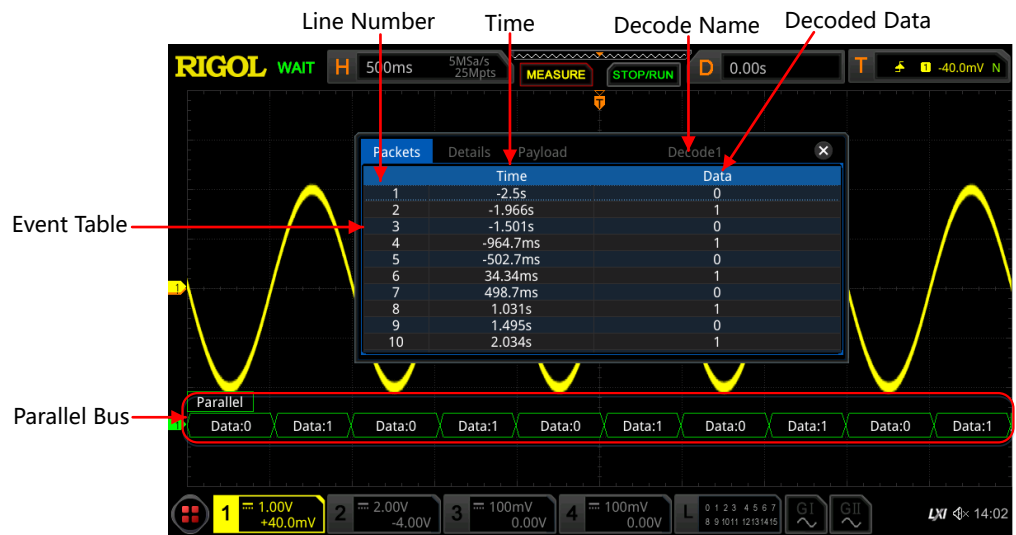 Line Number Time Decode Name Decoded Data
RIGOL WAIT H 500ms 5MSa/s 25Mpts MEASURE STOP/RUN D 0.00s T 1 -40.0mV N
T
Packets Details Payload Decode1
Time Data
1 -2.5s 0
2 -1.966s 1
Event Table
3 -1.501s 0
4 -964.7ms 1
5 -502.7ms 0
6 34.34ms 1
7 498.7ms 0
8 1.031s 1
9 1.495s 0
10 2.034s 1
1
Parallel
Parallel Bus
Data:0 Data:1 Data:0 Data:1 Data:0 Data:1 Data:0 Data:1 Data:0 Data:1
1 1.00V +40.0mV 2 2.00V -4.00V 3 100mV 0.00V 4 100mV 0.00V L 0 1 2 3 4 5 6 7 8 9 10 11 12 13 14 15 GI GII LXI 14:02